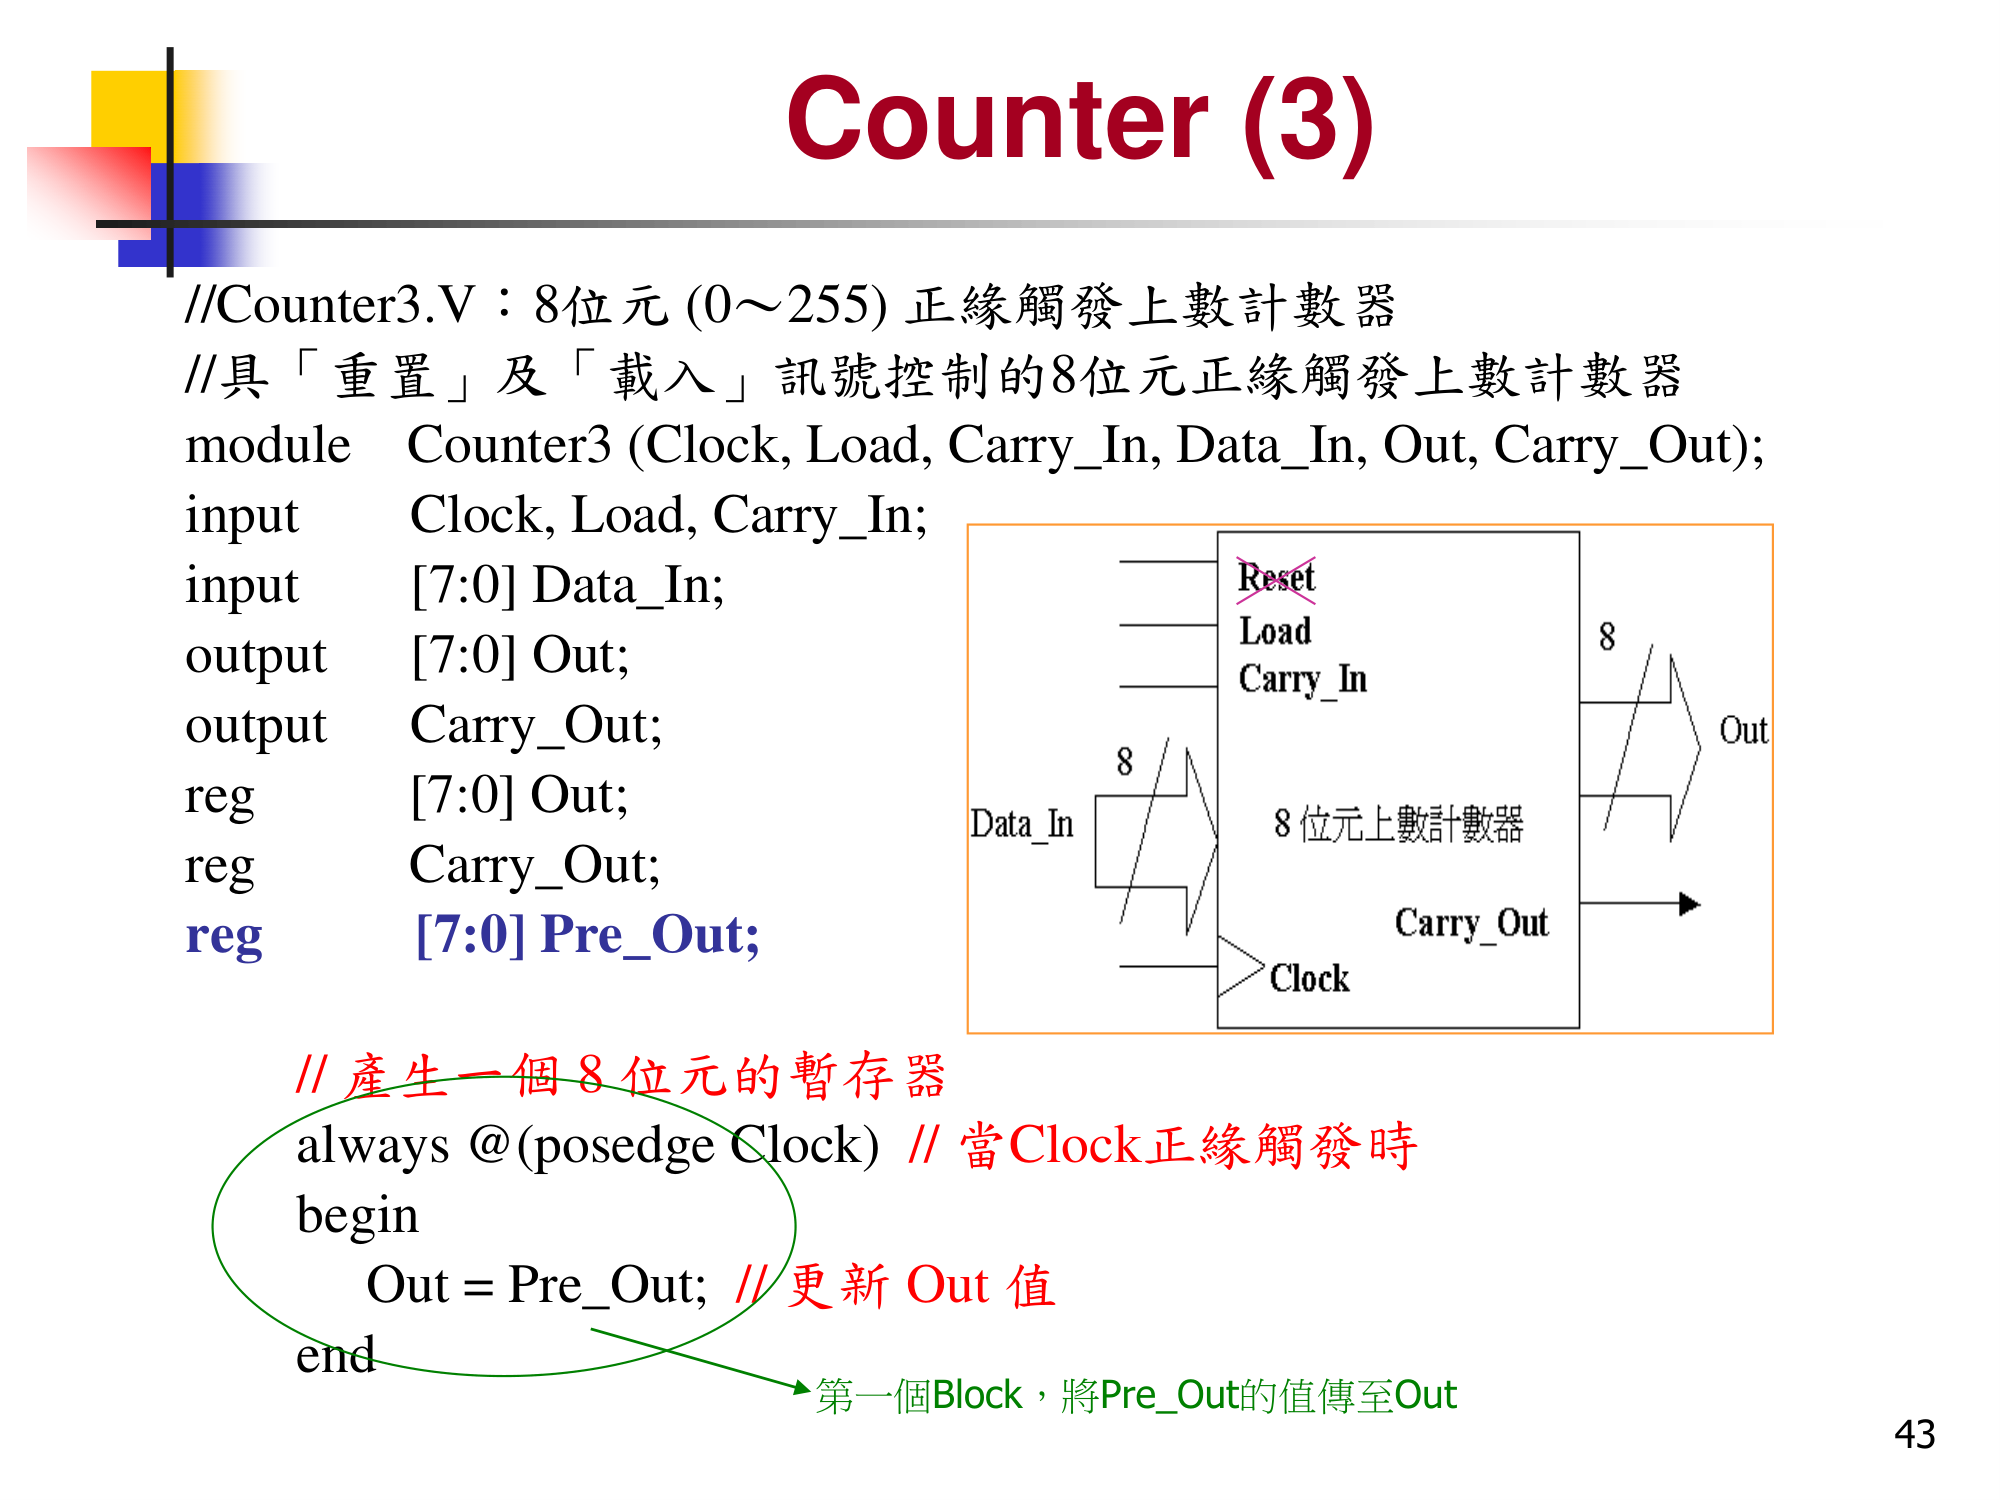 Counter (3)
//Counter3.V：8位元 (0～255) 正緣觸發上數計數器
//具「重置」及「載入」訊號控制的8位元正緣觸發上數計數器
module Counter3 (Clock, Load, Carry_In, Data_In, Out, Carry_Out);
input Clock, Load, Carry_In;
input [7:0] Data_In;
output [7:0] Out;
output Carry_Out;
reg [7:0] Out;
reg Carry_Out;
reg [7:0] Pre_Out;
Reset
Load
Carry_In
8
Out
8
Data_In
8 位元上數計數器
Carry_Out
Clock
// 產生一個 8 位元的暫存器
always @(posedge Clock) // 當Clock正緣觸發時
begin
Out = Pre_Out; // 更新 Out 值
end
第一個Block，將Pre_Out的值傳至Out
43